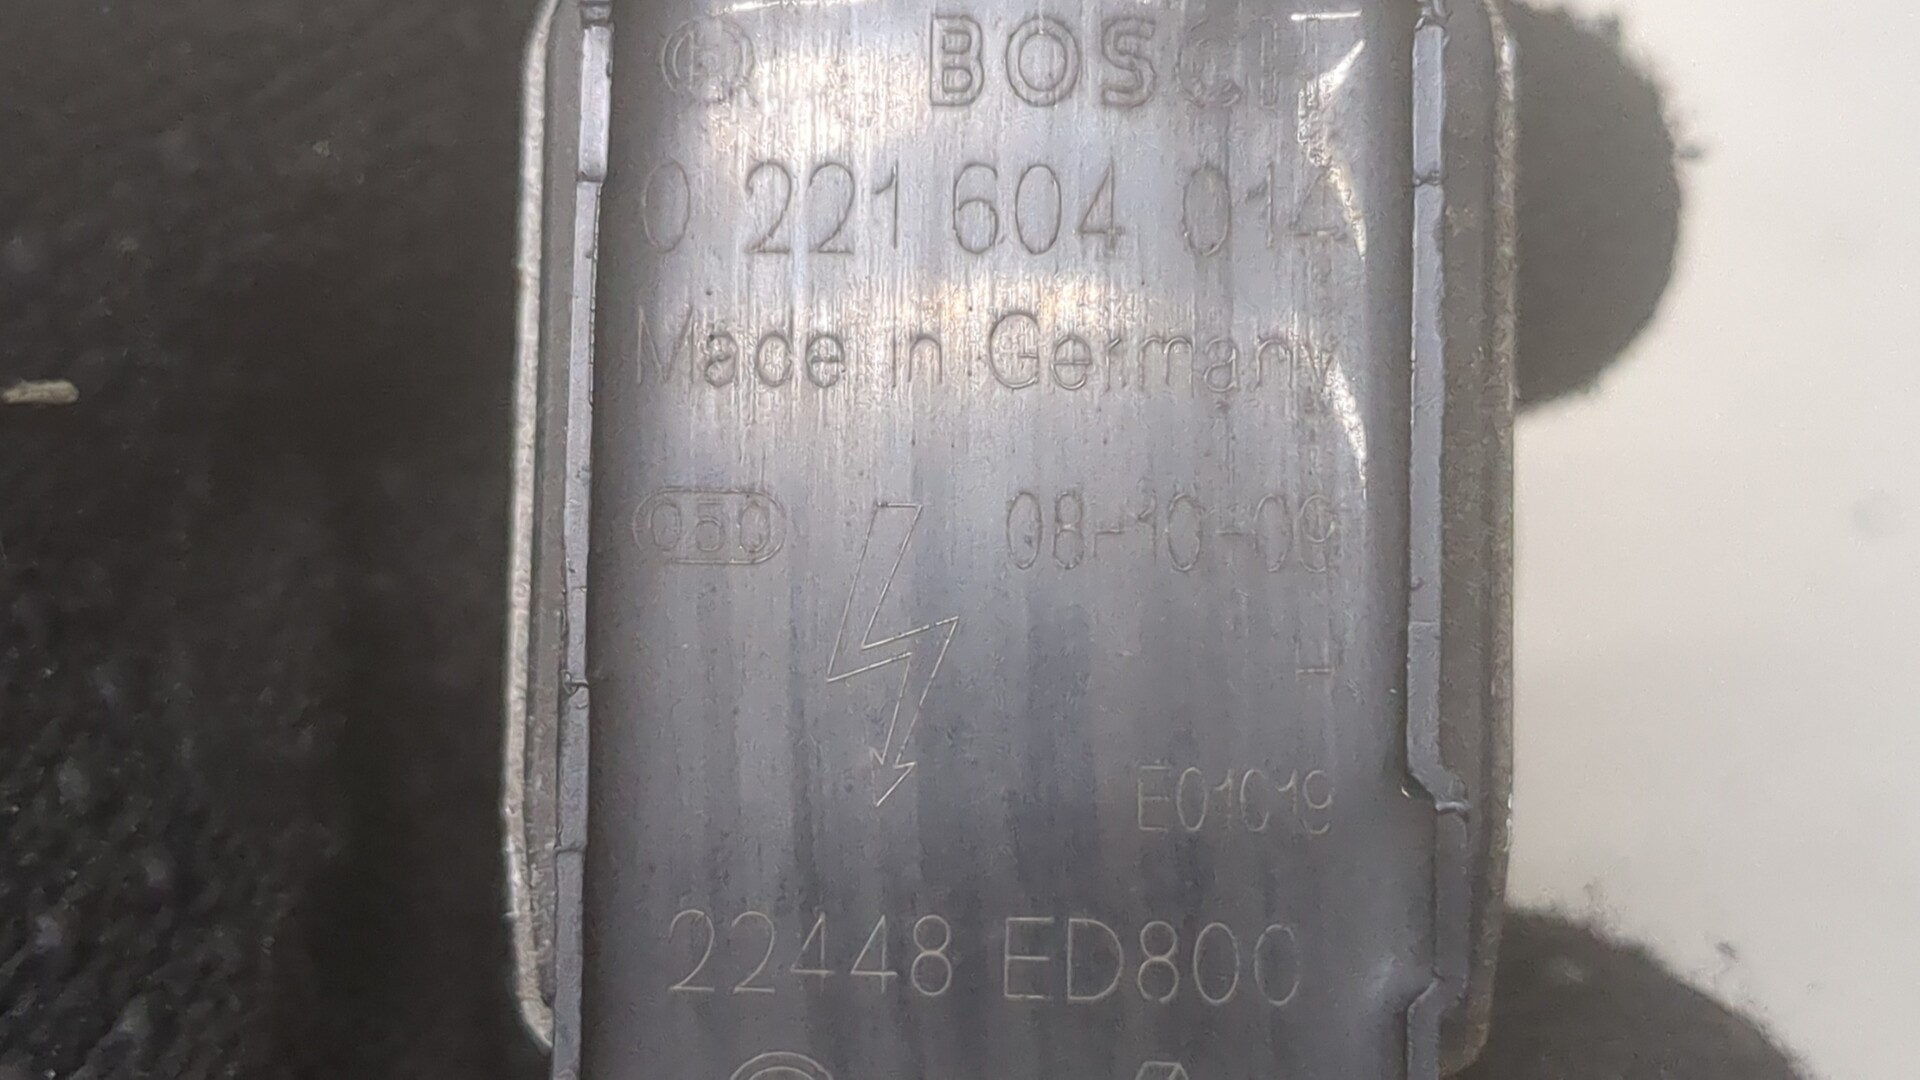 BOSCH
0 221 604 014
Made in Germany
050 08-10-09
E01019
22448 ED800